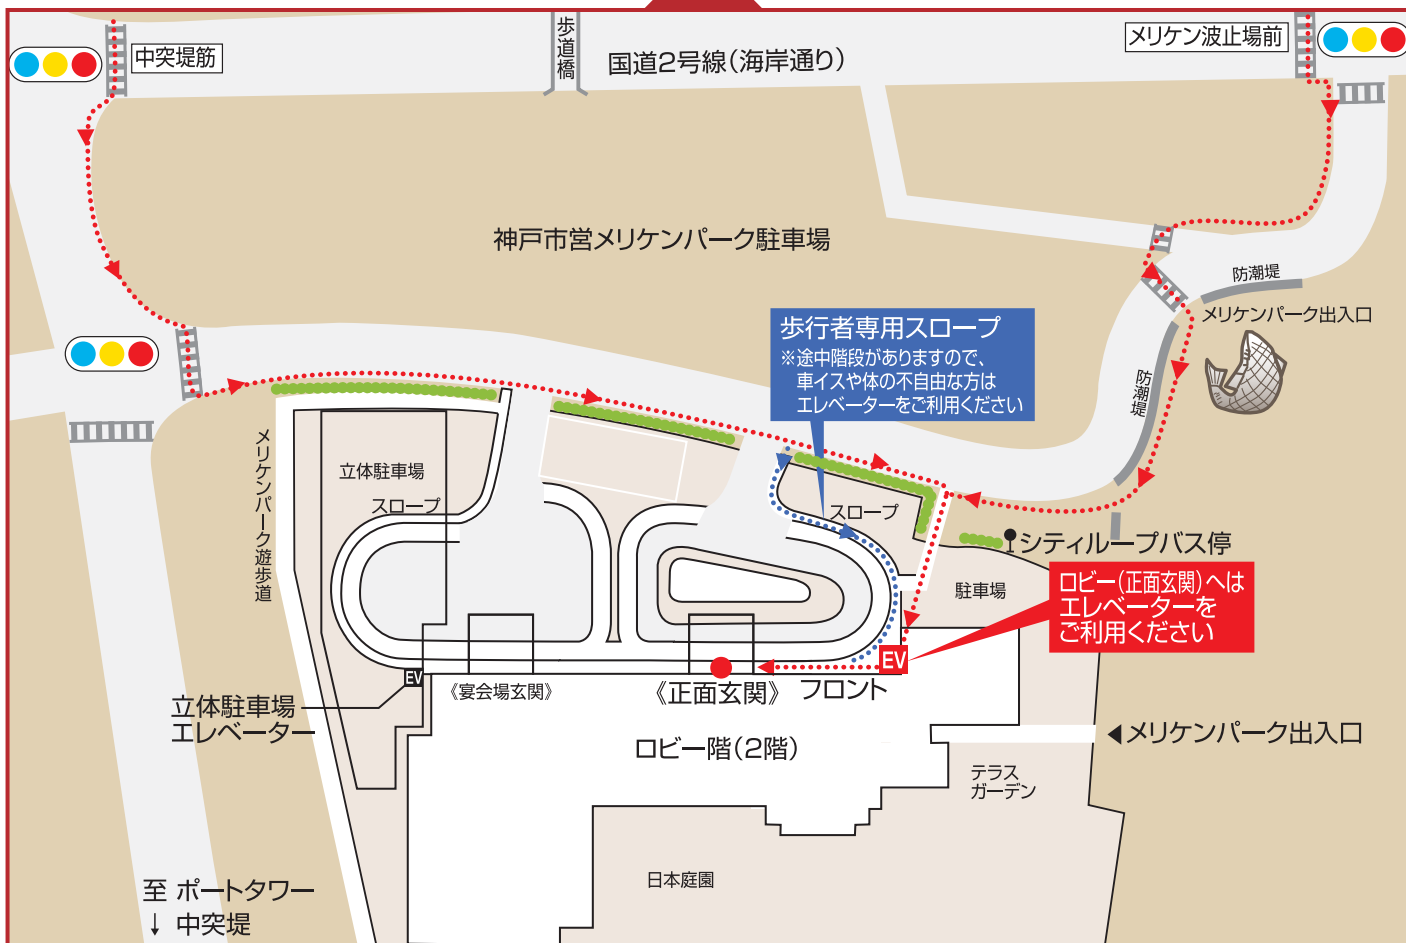 中突堤筋
歩道橋
国道2号線（海岸通り）
メリケン波止場前
神戸市営メリケンパーク駐車場
防潮堤
メリケンパーク出入口
歩行者専用スロープ
※途中階段がありますので、
車イスや体の不自由な方は
エレベーターをご利用ください
防潮堤
メリケンパーク遊歩道
立体駐車場
スロープ
スロープ
シティループバス停
駐車場
ロビー（正面玄関）へは
エレベーターを
ご利用ください
EV
EV
《宴会場玄関》
《正面玄関》
フロント
立体駐車場
エレベーター
ロビー階（2階）
◀メリケンパーク出入口
テラス
ガーデン
日本庭園
至 ポートタワー
↓ 中突堤